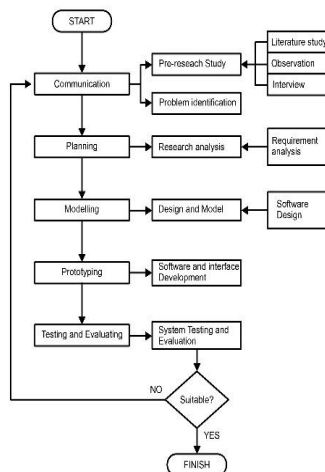 START
Literature study
Pre-reseach Study
Observation
Communication
Interview
Problem identification
Planning
Research analysis
Requirement
analysis
Modelling
Design and Model
Software
Design
Prototyping
Software and interface
Development
Testing and Evaluating
System Testing and
Evaluation
NO
Suitable?
YES
FINISH